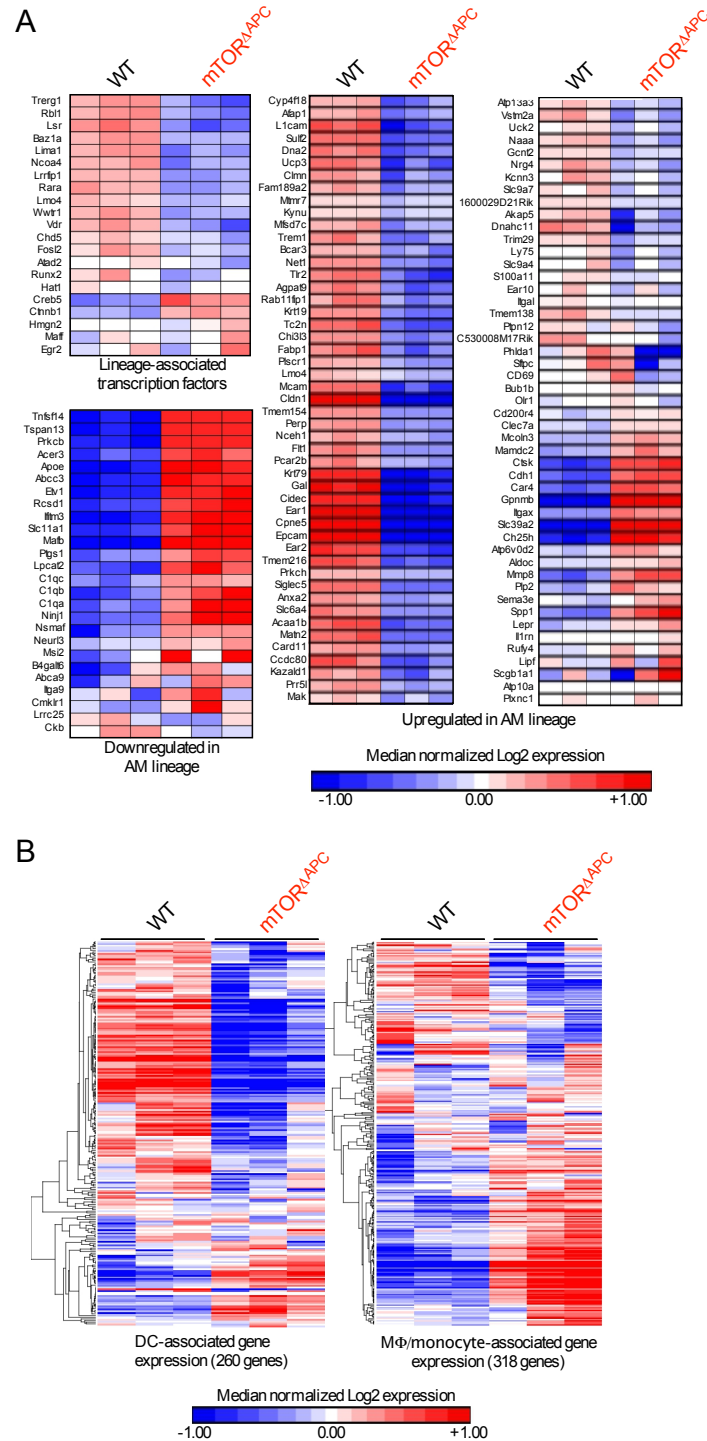 A
WT
mTORΔAPC
Trerg1
Rbl1
Lsr
Baz1a
Lima1
Ncoa4
Lrrfip1
Rara
Lmo4
Wwtr1
Vdr
Chd5
Fosl2
Atad2
Runx2
Hat1
Creb5
Ctnnb1
Hmgn2
Maff
Egr2
Lineage-associated
transcription factors
Tnfsf14
Tspan13
Prkcb
Acer3
Apoe
Abcc3
Etv1
Rcsd1
Ifitm3
Slc11a1
Mafb
Ptgs1
Lpcat2
C1qc
C1qb
C1qa
Ninj1
Nsmaf
Neurl3
Msi2
B4galt6
Abca9
Itga9
Cmklr1
Lrrc25
Ckb
Downregulated in
AM lineage
WT
mTORΔAPC
Cyp4f18
Afap1
L1cam
Sulf2
Dna2
Ucp3
Clmn
Fam189a2
Mtmr7
Kynu
Mfsd7c
Trem1
Bcar3
Net1
Tlr2
Agpat9
Rab11fip1
Krt19
Tc2n
Chi3l3
Fabp1
Plscr1
Lmo4
Mcam
Cldn1
Tmem154
Perp
Nceh1
Flt1
Pcar2b
Krt79
Gal
Cidec
Ear1
Cpne5
Epcam
Ear2
Tmem216
Prkch
Siglec5
Anxa2
Slc6a4
Acaa1b
Matn2
Card11
Ccdc80
Kazald1
Prr5l
Mak
WT
mTORΔAPC
Atp13a3
Vstm2a
Uck2
Naaa
Gcnt2
Nrg4
Kcnn3
Slc9a7
1600029D21Rik
Akap5
Dnahc11
Trim29
Ly75
Slc9a4
S100a11
Ear10
Itgal
Tmem138
Ptpn12
C530008M17Rik
Phlda1
Sftpc
CD69
Bub1b
Olr1
Cd200r4
Clec7a
Mcoln3
Mamdc2
Ctsk
Cdh1
Car4
Gpnmb
Itgax
Slc39a2
Ch25h
Atp6v0d2
Aldoc
Mmp8
Plp2
Sema3e
Spp1
Lepr
Il1rn
Rufy4
Lipf
Scgb1a1
Atp10a
Plxnc1
Upregulated in AM lineage
Median normalized Log2 expression
-1.00 0.00 +1.00
B
WT
mTORΔAPC
WT
mTORΔAPC
DC-associated gene
expression (260 genes)
MΦ/monocyte-associated gene
expression (318 genes)
Median normalized Log2 expression
-1.00 0.00 +1.00